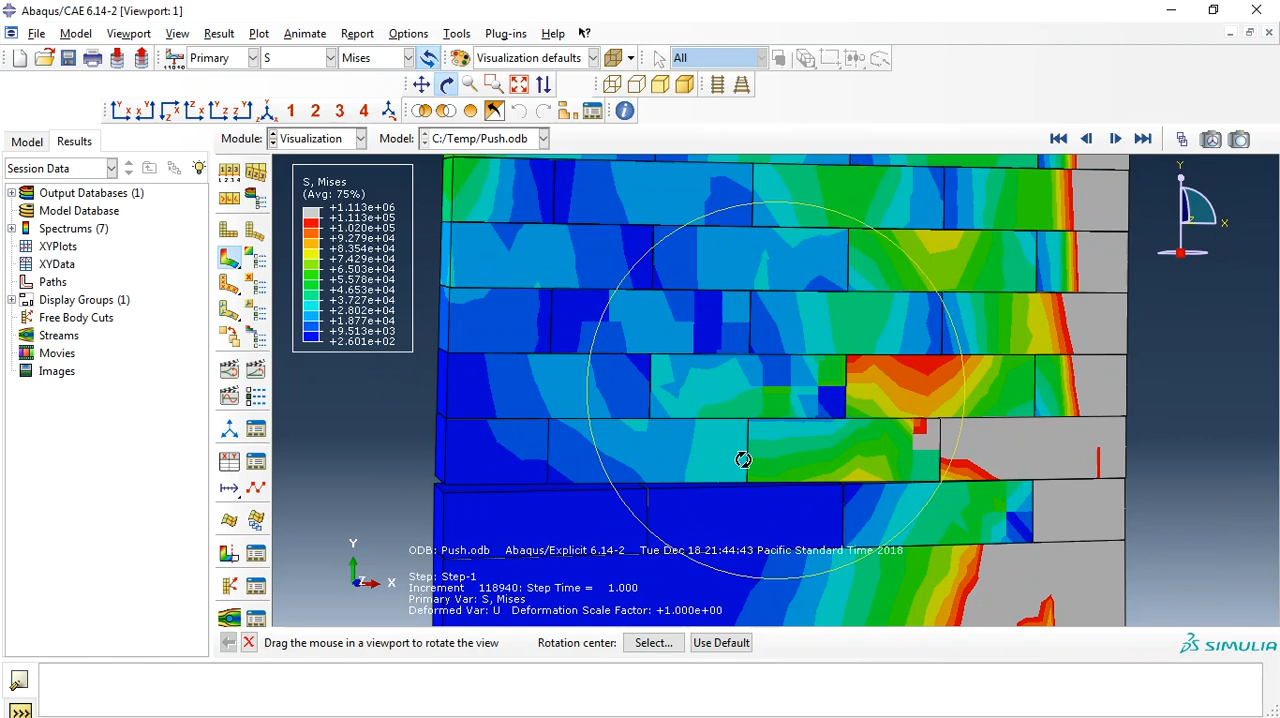 Abaqus/CAE 6.14-2 [Viewport: 1]
File Model Viewport View Result Plot Animate Report Options Tools Plug-ins Help
Primary S Mises Visualization defaults All
1 2 3 4
Model Results Module: Visualization Model: C:/Temp/Push.odb
Session Data
Output Databases (1)
Model Database
Spectrums (7)
XYPlots
XYData
Paths
Display Groups (1)
Free Body Cuts
Streams
Movies
Images
S, Mises
(Avg: 75%)
+1.113e+06
+1.113e+05
+1.020e+05
+9.279e+04
+8.354e+04
+7.429e+04
+6.503e+04
+5.578e+04
+4.653e+04
+3.727e+04
+2.802e+04
+1.877e+04
+9.513e+03
+2.601e+02
Y
X
Z
Y
X
Z
ODB: Push.odb Abaqus/Explicit 6.14-2 Tue Dec 18 21:44:43 Pacific Standard Time 2018
Step: Step-1
Increment 118940: Step Time = 1.000
Primary Var: S, Mises
Deformed Var: U Deformation Scale Factor: +1.000e+00
Drag the mouse in a viewport to rotate the view Rotation center: Select... Use Default
SIMULIA
>>>